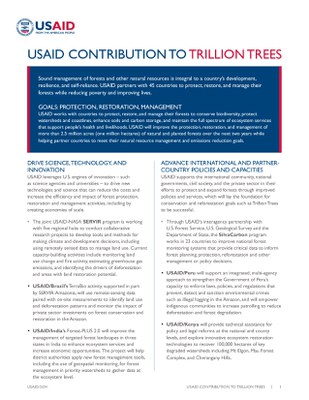 USAID
FROM THE AMERICAN PEOPLE
USAID CONTRIBUTION TO TRILLION TREES
Sound management of forests and other natural resources is integral to a country's development,
resilience, and self-reliance. USAID partners with 45 countries to protect, restore, and manage their
forests while reducing poverty and improving lives.
GOALS: PROTECTION, RESTORATION, MANAGEMENT
USAID works with countries to protect, restore, and manage their forests to conserve biodiversity, protect
watersheds and coastlines, enhance soils and carbon storage, and maintain the full spectrum of ecosystem services
that support people's health and livelihoods. USAID will improve the protection, restoration, and management of
more than 2.5 million acres (one million hectares) of natural and planted forests over the next two years while
helping partner countries to meet their natural resource management and emissions reduction goals.
DRIVE SCIENCE, TECHNOLOGY, AND
INNOVATION
USAID leverages U.S. engines of innovation – such
as science agencies and universities – to drive new
technologies and science that can reduce the cost and
increase the efficiency and impact of forest protection,
restoration and management activities, including by
creating economies of scale.
• The joint USAID-NASA SERVIR program is working
with five regional hubs to conduct collaborative
research projects to develop tools and methods for
making climate and development decisions, including
using remotely sensed data to manage land use. Current
capacity-building activities include monitoring land
use change and fire activity, estimating greenhouse gas
emissions, and identifying the drivers of deforestation
and areas with land restoration potential.
• USAID/Brazil's TerraBio activity, supported in part
by SERVIR-Amazonia, will use remote-sensing data
paired with on-site measurements to identify land use
and deforestation patterns and monitor the impact of
private sector investments on forest conservation and
restoration in the Amazon.
• USAID/India's Forest-PLUS 2.0 will improve the
management of targeted forest landscapes in three
states in India to enhance ecosystem services and
increase economic opportunities. The project will help
district authorities apply new forest management tools,
including the use of geospatial monitoring, for forest
management in priority watersheds to gather data at
the ecosystem level.
ADVANCE INTERNATIONAL AND PARTNER-
COUNTRY POLICIES AND CAPACITIES
USAID supports the international community, national
governments, civil society, and the private sector in their
efforts to protect and expand forests through improved
policies and services, which will lay the foundation for
conservation and reforestation goals such as Trillion Trees
to be successful.
• Through USAID's interagency partnership with
U.S. Forest Service, U.S. Geological Survey and the
Department of State, the SilvaCarbon program
works in 23 countries to improve national forest
monitoring systems that provide critical data to inform
forest planning, protection, reforestation and other
management or policy decisions.
• USAID/Peru will support an integrated, multi-agency
approach to strengthen the Government of Peru's
capacity to enforce laws, policies, and regulations that
prevent, detect and sanction environmental crimes
such as illegal logging in the Amazon, and will empower
indigenous communities to increase patrolling to reduce
deforestation and forest degradation.
• USAID/Kenya will provide technical assistance for
policy and legal reforms at the national and county
levels, and explore innovative ecosystem restoration
technologies to recover 100,000 hectares of key
degraded watersheds including Mt Elgon, Mau Forest
Complex, and Cherangany Hills.
USAID.GOV
USAID CONTRIBUTION TO TRILLION TREES | 1